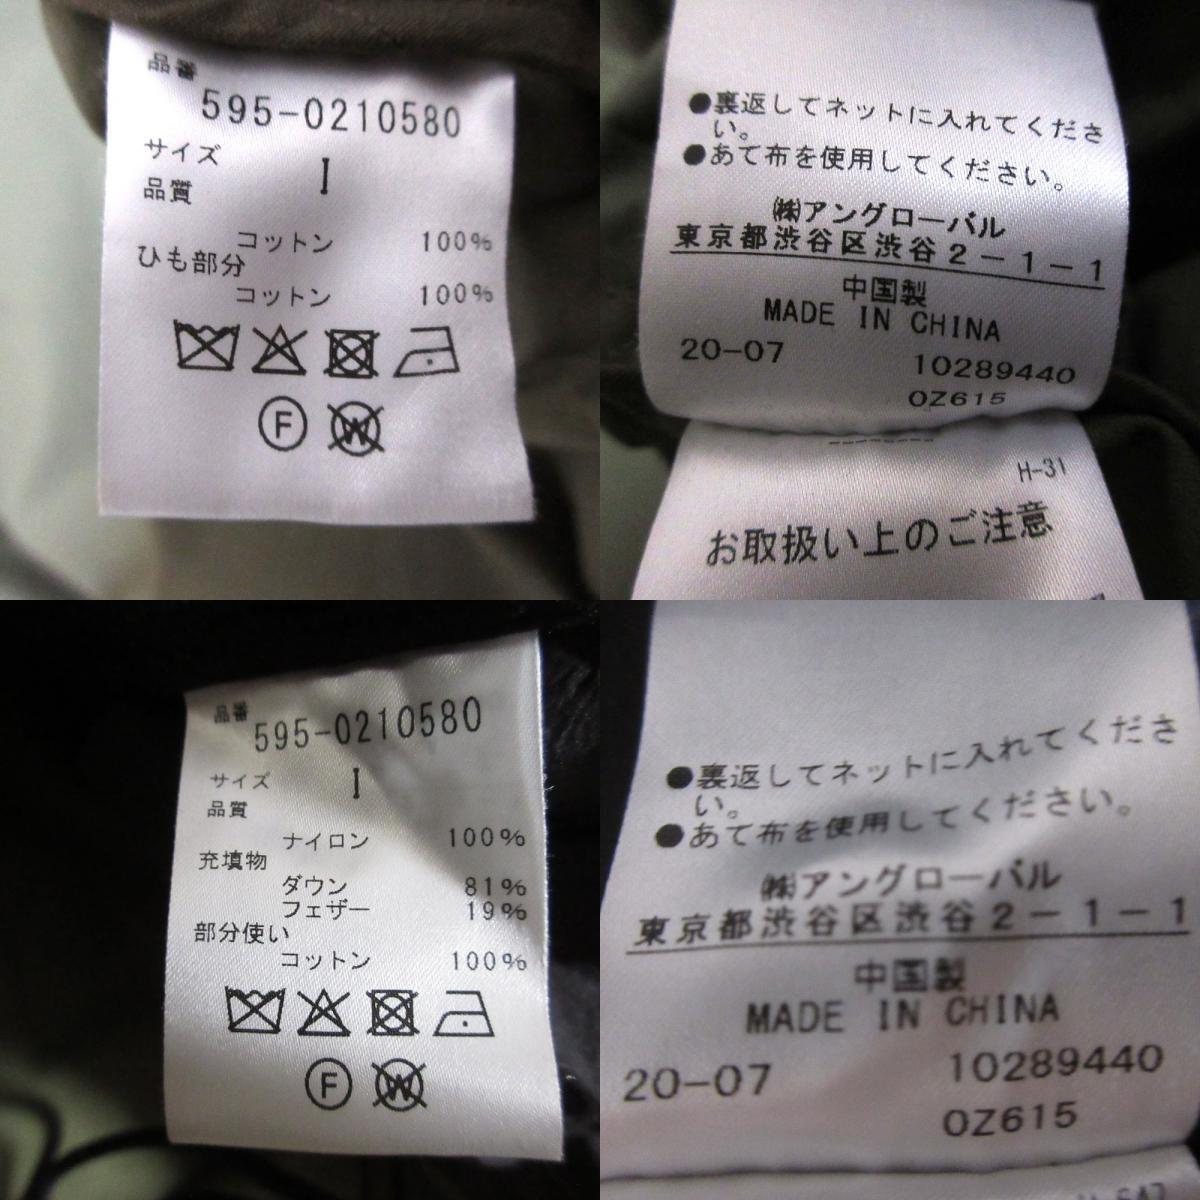 品番
595-0210580
サイズ I
品質
コットン 100%
ひも部分
コットン 100%
F
W
●裏返してネットに入れてくださ
い。
●あて布を使用してください。
㈱アングローバル
東京都渋谷区渋谷2-1-1
中国製
MADE IN CHINA
20-07 10289440
OZ615
H-31
お取扱い上のご注意
品番
595-0210580
サイズ I
品質
ナイロン 100%
充填物
ダウン 81%
フェザー 19%
部分使い
コットン 100%
F
W
●裏返してネットに入れてくださ
い。
●あて布を使用してください。
㈱アングローバル
東京都渋谷区渋谷2-1-1
中国製
MADE IN CHINA
20-07 10289440
OZ615